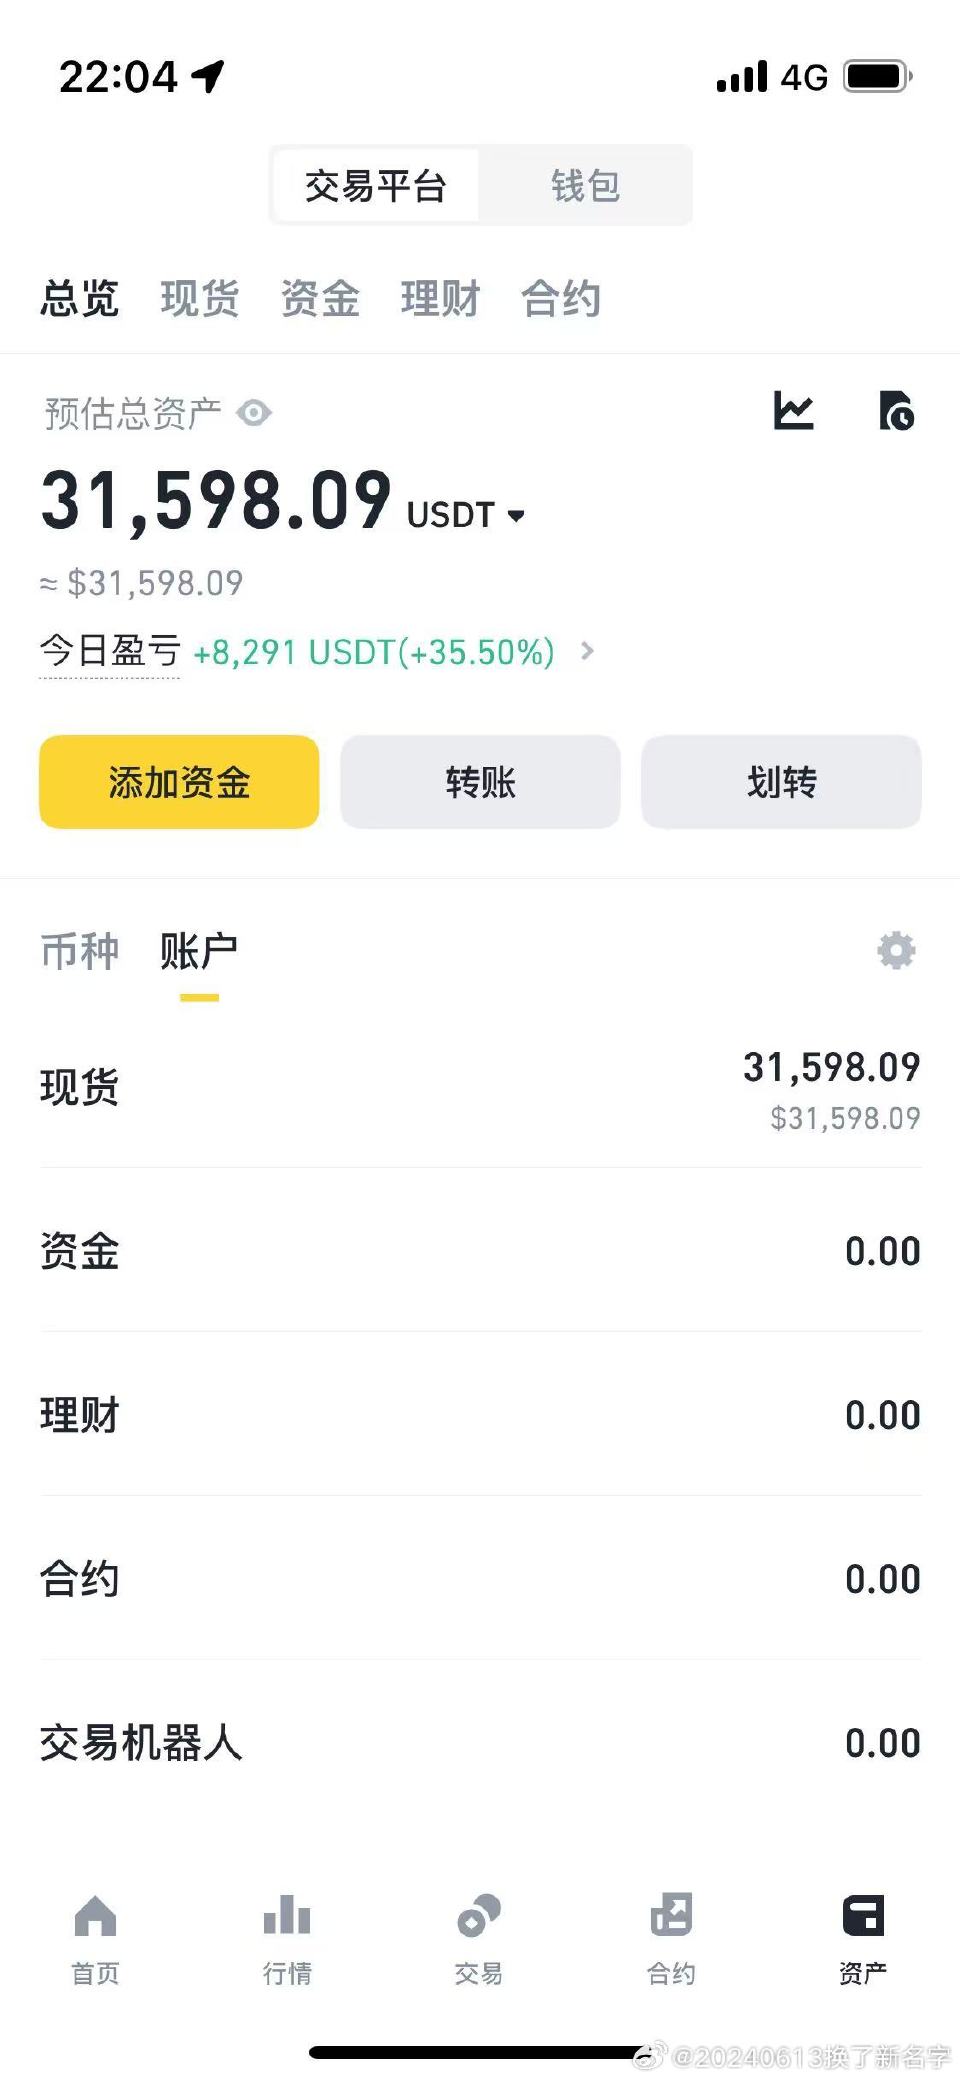 22:04 4G
交易平台 钱包
总览 现货 资金 理财 合约
预估总资产
31,598.09 USDT
≈ $31,598.09
今日盈亏 +8,291 USDT(+35.50%)
添加资金 转账 划转
币种 账户
现货 31,598.09
$31,598.09
资金 0.00
理财 0.00
合约 0.00
交易机器人 0.00
首页 行情 交易 合约 资产
@20240613换了新名字